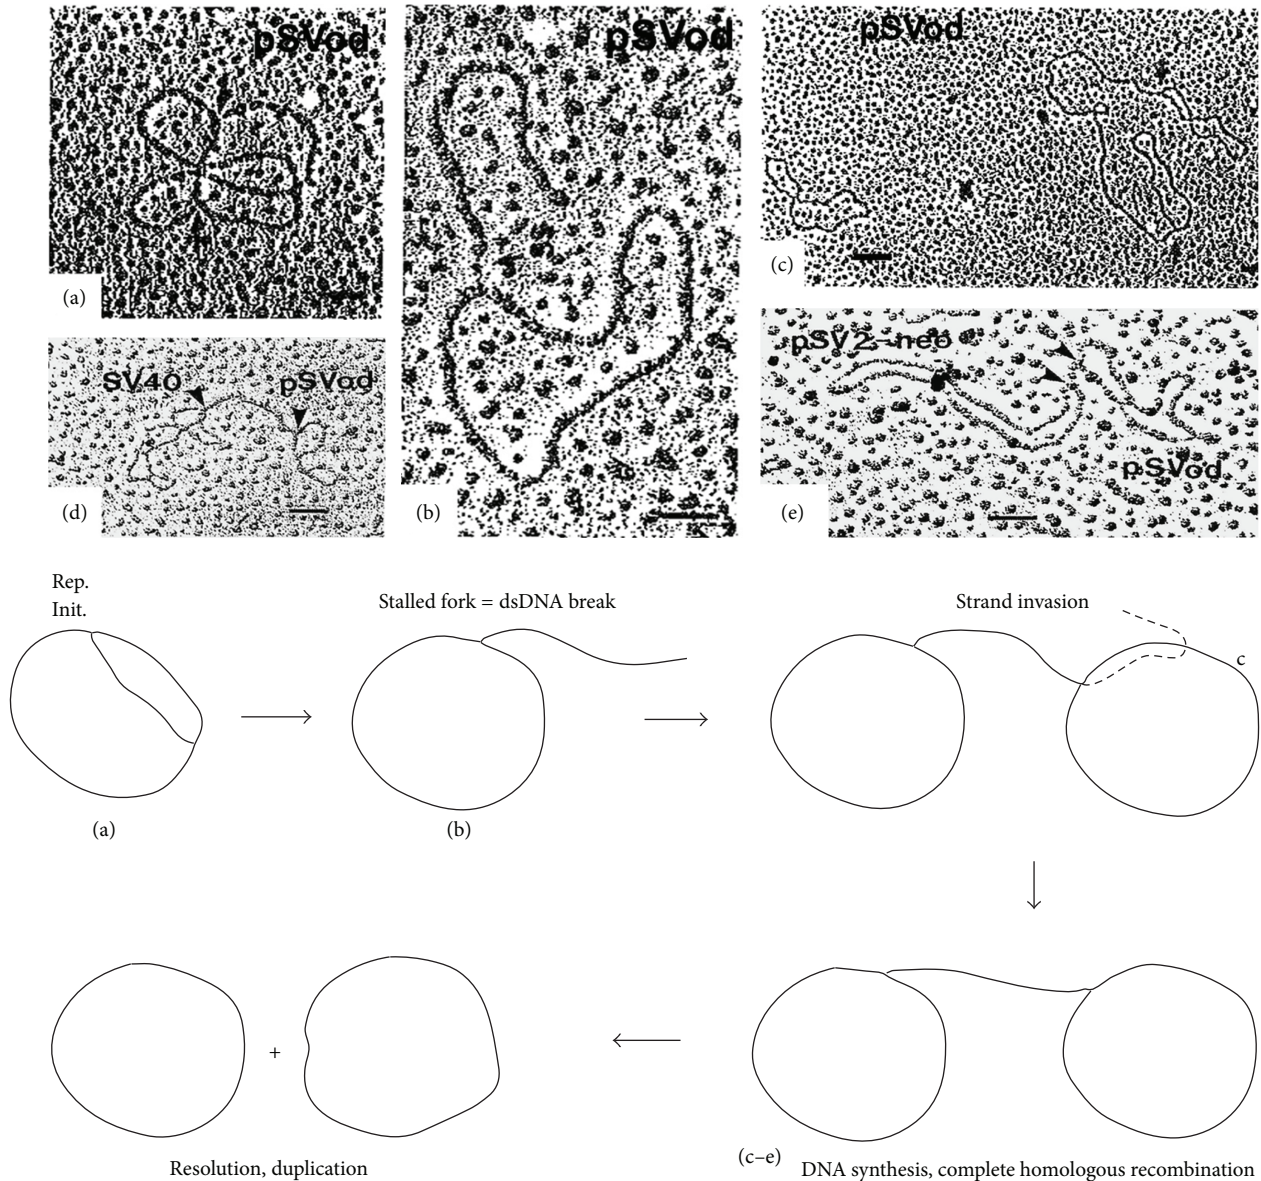 pSVod
(a)
pSVod
(b)
pSVod
(c)
SV40
pSVod
(d)
pSV2-neo
pSVod
(e)
Rep.
Init.
(a)
Stalled fork = dsDNA break
(b)
Strand invasion
c
(c–e)
DNA synthesis, complete homologous recombination
+
Resolution, duplication